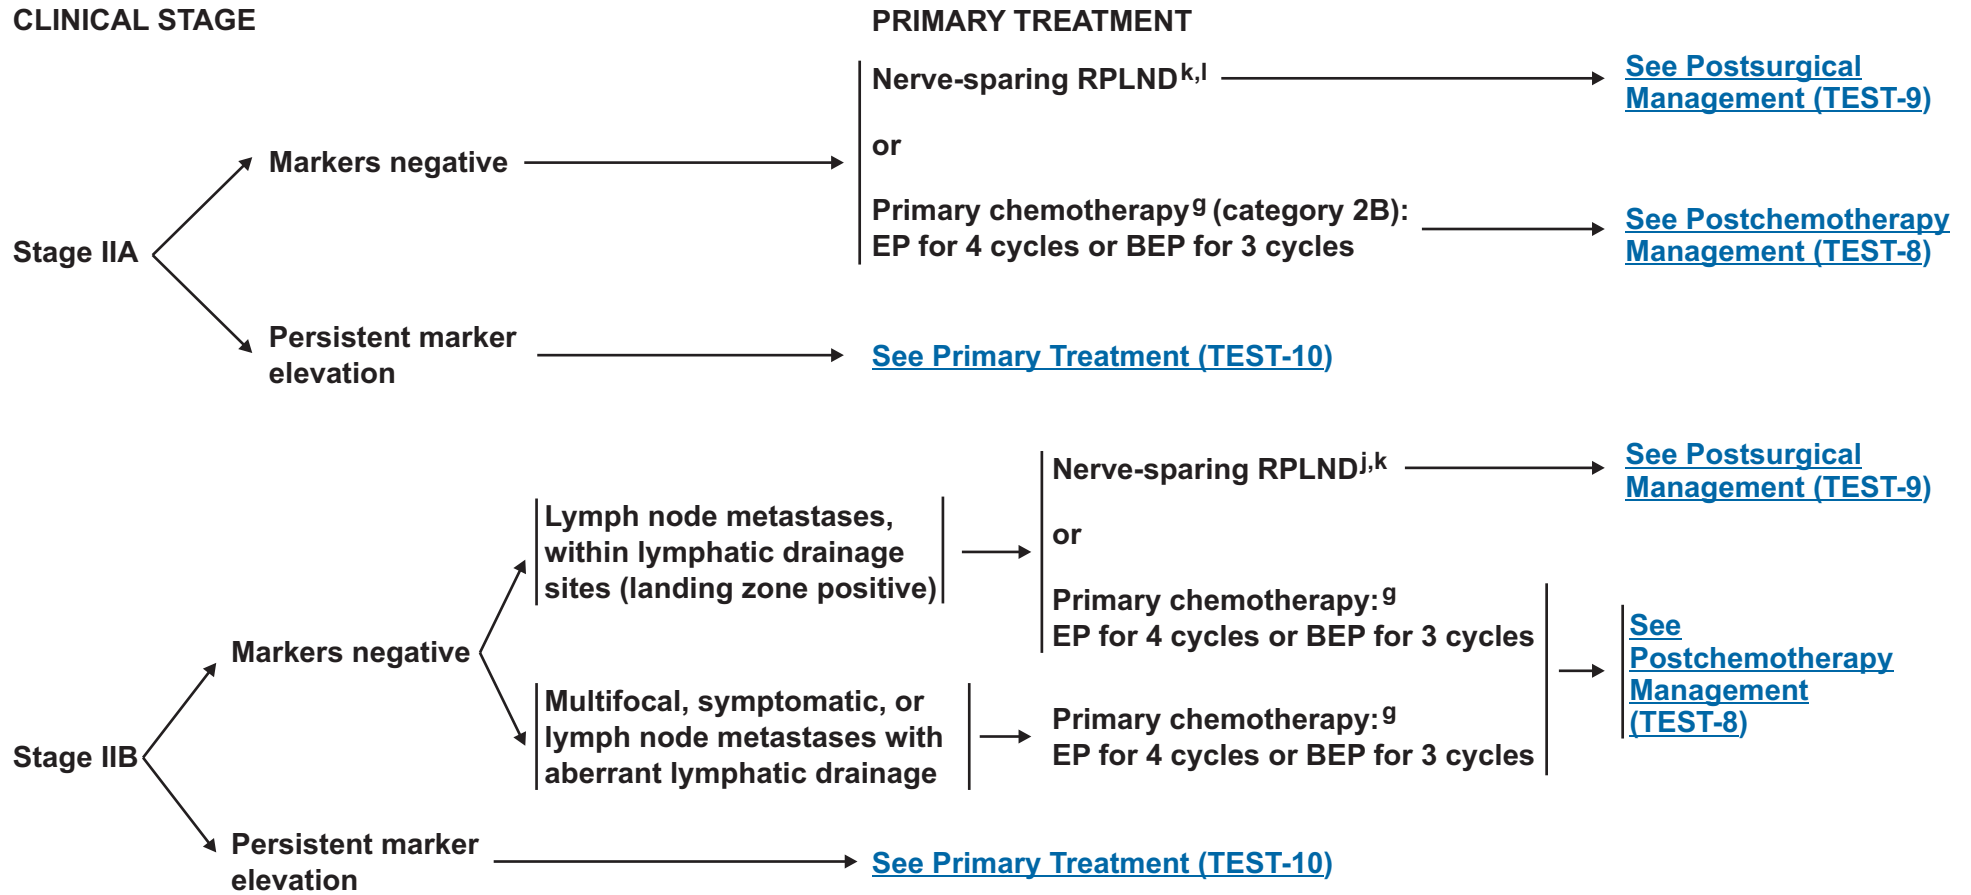 CLINICAL STAGE
PRIMARY TREATMENT
Nerve-sparing RPLNDk,l
See Postsurgical
Management (TEST-9)
or
Markers negative
Primary chemotherapyg (category 2B):
EP for 4 cycles or BEP for 3 cycles
See Postchemotherapy
Management (TEST-8)
Stage IIA
Persistent marker
elevation
See Primary Treatment (TEST-10)
Nerve-sparing RPLNDj,k
See Postsurgical
Management (TEST-9)
Lymph node metastases,
within lymphatic drainage
sites (landing zone positive)
or
Primary chemotherapy:g
EP for 4 cycles or BEP for 3 cycles
See
Postchemotherapy
Management
(TEST-8)
Markers negative
Multifocal, symptomatic, or
lymph node metastases with
aberrant lymphatic drainage
Primary chemotherapy:g
EP for 4 cycles or BEP for 3 cycles
Stage IIB
Persistent marker
elevation
See Primary Treatment (TEST-10)